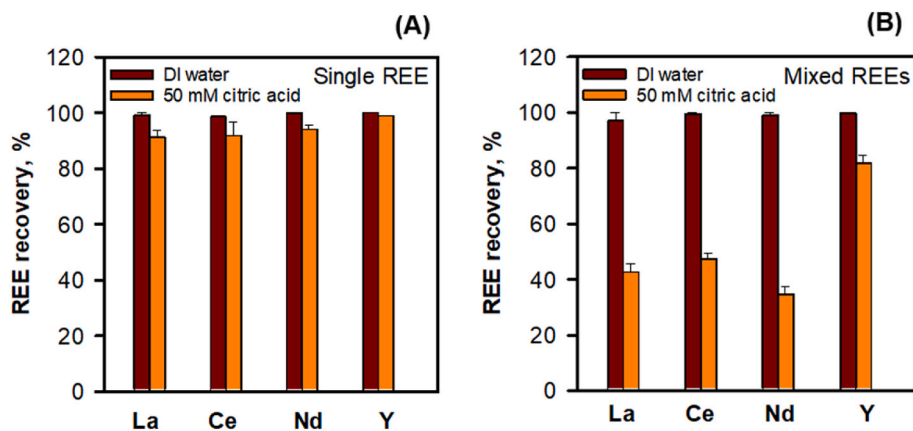 (A)
REE recovery, %
120
100
80
60
40
20
0
DI water
50 mM citric acid
Single REE
La Ce Nd Y
(B)
REE recovery, %
120
100
80
60
40
20
0
DI water
50 mM citric acid
Mixed REEs
La Ce Nd Y